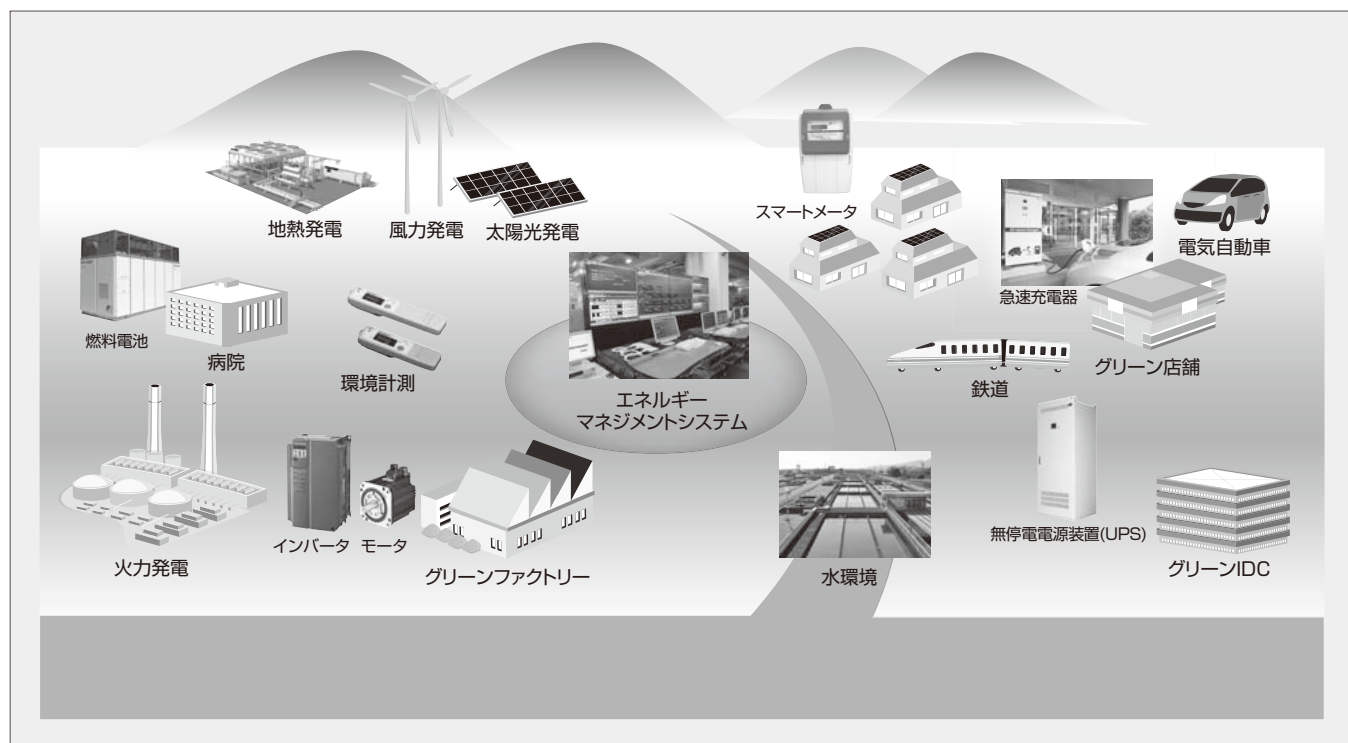 地熱発電
風力発電
太陽光発電
スマートメータ
電気自動車
急速充電器
燃料電池
病院
環境計測
エネルギー
マネジメントシステム
鉄道
グリーン店舗
火力発電
インバータ
モータ
グリーンファクトリー
水環境
無停電電源装置(UPS)
グリーンIDC